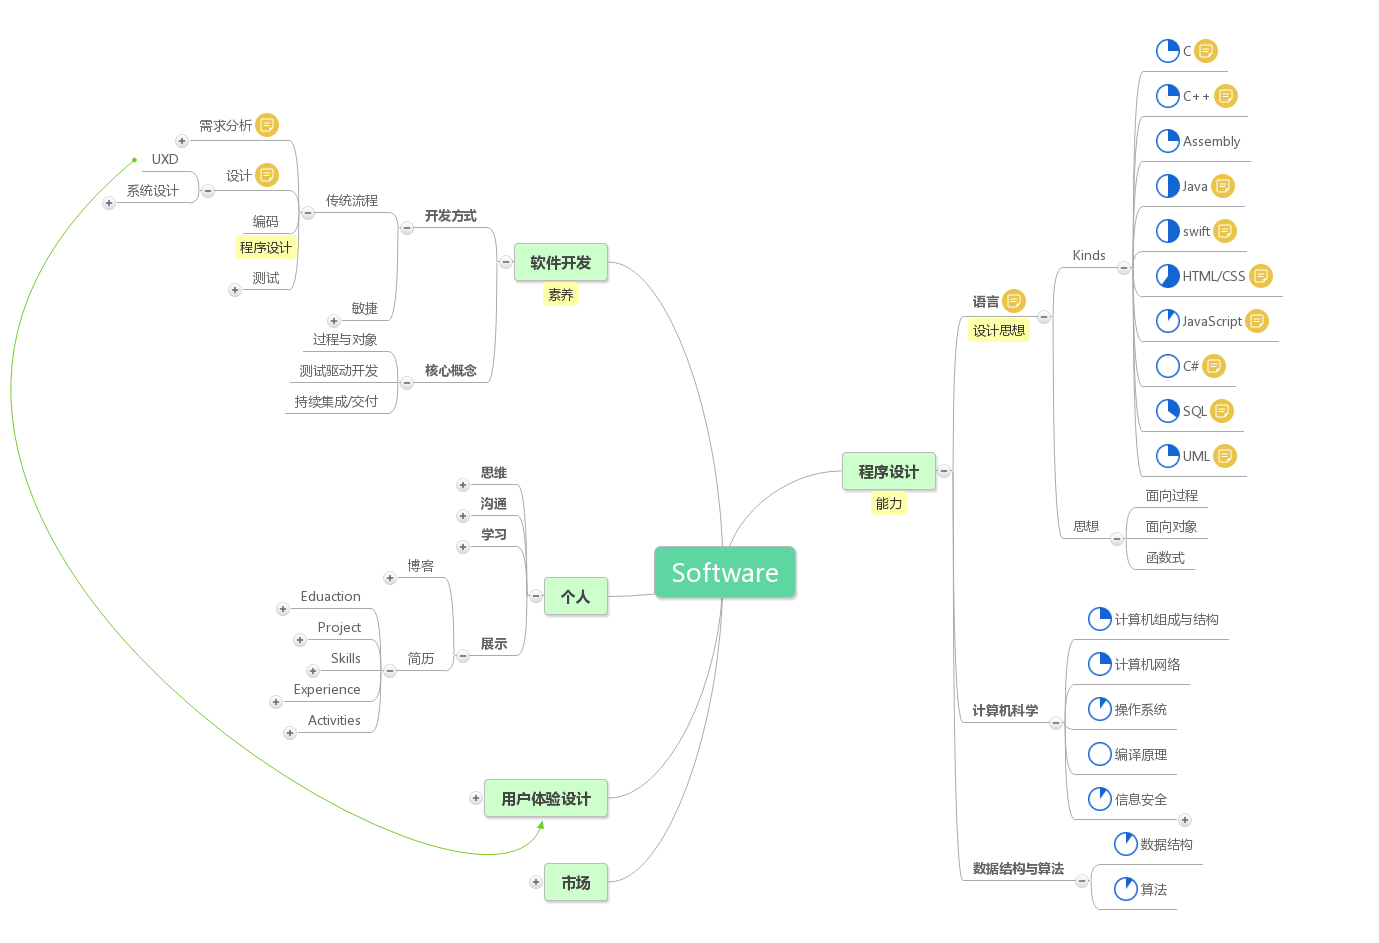 Software
软件开发
素养
开发方式
传统流程
需求分析
设计
UXD
系统设计
编码
程序设计
测试
敏捷
核心概念
过程与对象
测试驱动开发
持续集成/交付
个人
思维
沟通
学习
展示
博客
简历
Eduaction
Project
Skills
Experience
Activities
用户体验设计
市场
程序设计
能力
语言
设计思想
Kinds
C
C++
Assembly
Java
swift
HTML/CSS
JavaScript
C#
SQL
UML
思想
面向过程
面向对象
函数式
计算机科学
计算机组成与结构
计算机网络
操作系统
编译原理
信息安全
数据结构与算法
数据结构
算法